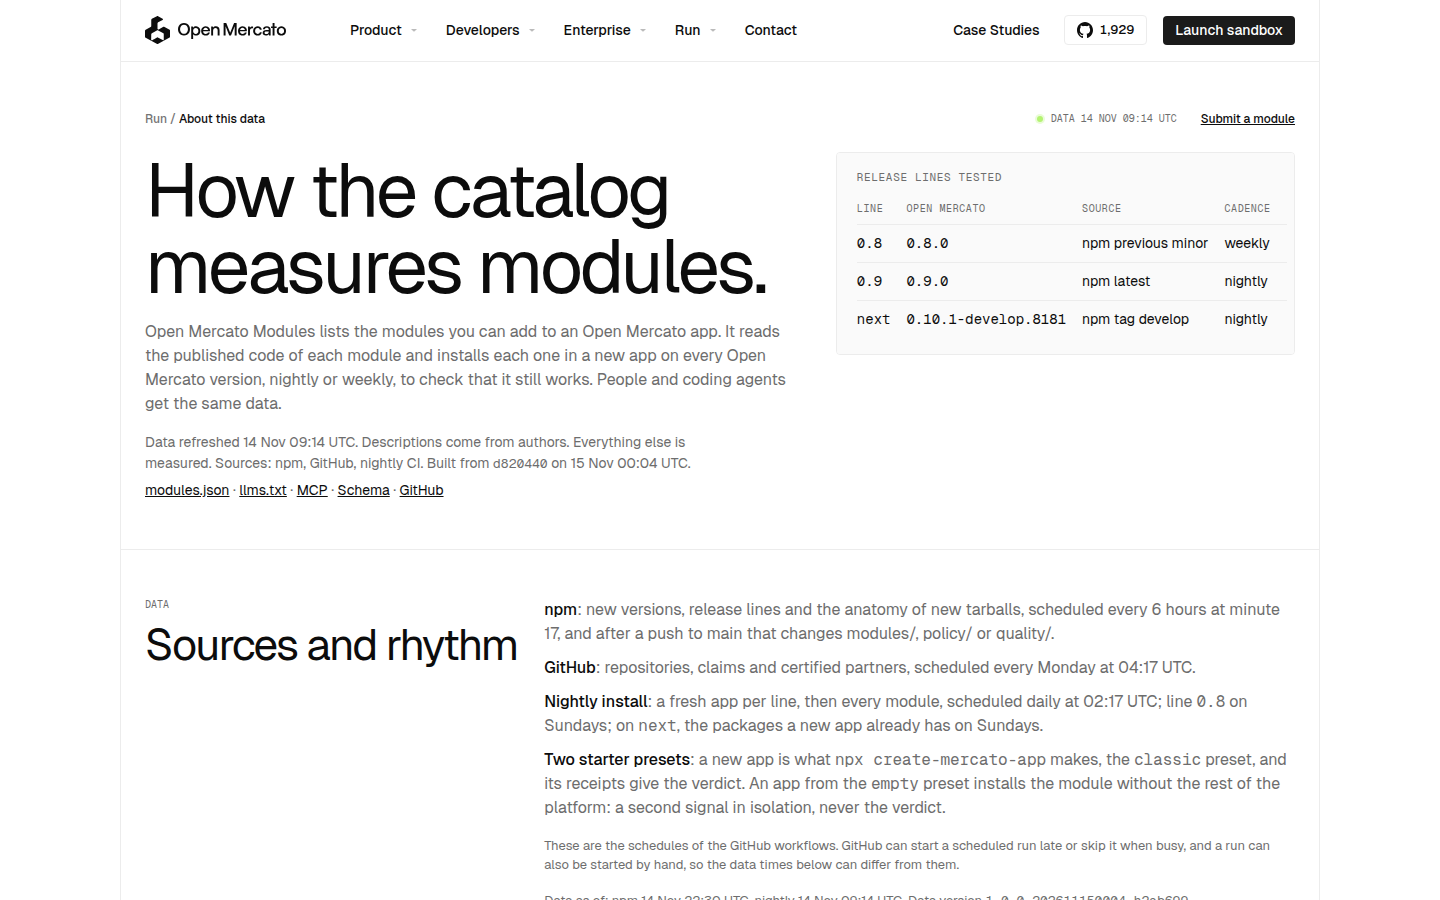 Open Mercato
Product
Developers
Enterprise
Run
Contact
Case Studies
1,929
Launch sandbox
Run / About this data
DATA 14 NOV 09:14 UTC
Submit a module
How the catalog
measures modules.
Open Mercato Modules lists the modules you can add to an Open Mercato app. It reads
the published code of each module and installs each one in a new app on every Open
Mercato version, nightly or weekly, to check that it still works. People and coding agents
get the same data.
Data refreshed 14 Nov 09:14 UTC. Descriptions come from authors. Everything else is
measured. Sources: npm, GitHub, nightly CI. Built from d820440 on 15 Nov 00:04 UTC.
modules.json · llms.txt · MCP · Schema · GitHub
RELEASE LINES TESTED
LINE OPEN MERCATO SOURCE CADENCE
0.8 0.8.0 npm previous minor weekly
0.9 0.9.0 npm latest nightly
next 0.10.1-develop.8181 npm tag develop nightly
DATA
Sources and rhythm
npm: new versions, release lines and the anatomy of new tarballs, scheduled every 6 hours at minute
17, and after a push to main that changes modules/, policy/ or quality/.
GitHub: repositories, claims and certified partners, scheduled every Monday at 04:17 UTC.
Nightly install: a fresh app per line, then every module, scheduled daily at 02:17 UTC; line 0.8 on
Sundays; on next, the packages a new app already has on Sundays.
Two starter presets: a new app is what npx create-mercato-app makes, the classic preset, and
its receipts give the verdict. An app from the empty preset installs the module without the rest of the
platform: a second signal in isolation, never the verdict.
These are the schedules of the GitHub workflows. GitHub can start a scheduled run late or skip it when busy, and a run can
also be started by hand, so the data times below can differ from them.